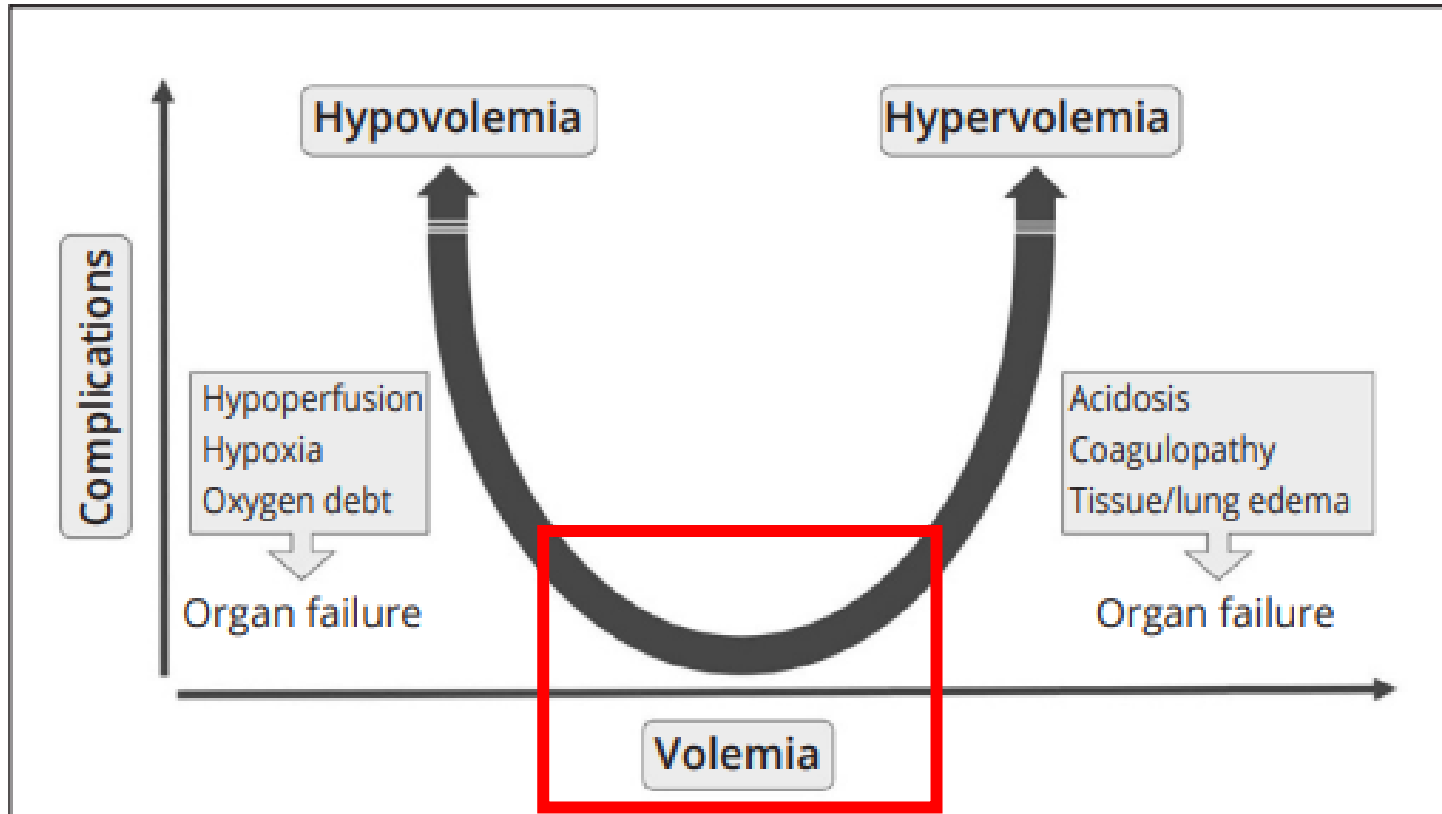 Hypovolemia
Hypervolemia
Complications
Hypoperfusion
Hypoxia
Oxygen debt
Organ failure
Acidosis
Coagulopathy
Tissue/lung edema
Organ failure
Volemia